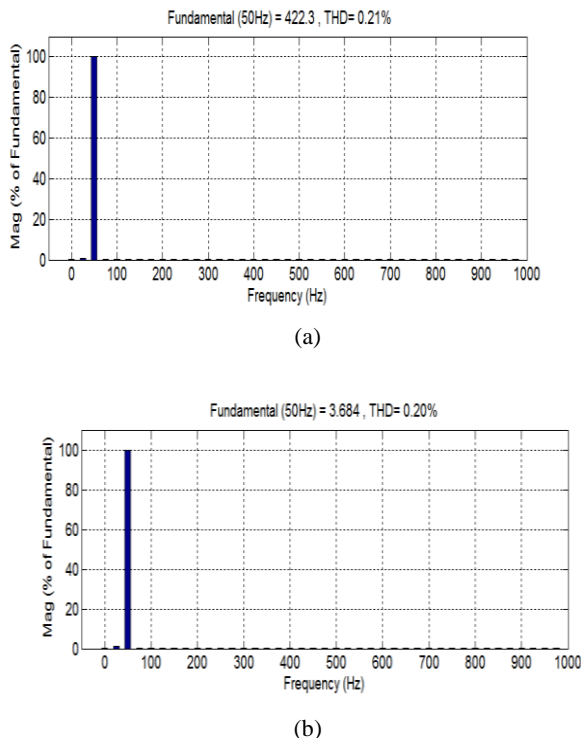 Fundamental (50Hz) = 422.3 , THD= 0.21%
Mag (% of Fundamental)
100
80
60
40
20
0
0 100 200 300 400 500 600 700 800 900 1000
Frequency (Hz)
(a)
Fundamental (50Hz) = 3.684 , THD= 0.20%
Mag (% of Fundamental)
100
80
60
40
20
0
0 100 200 300 400 500 600 700 800 900 1000
Frequency (Hz)
(b)